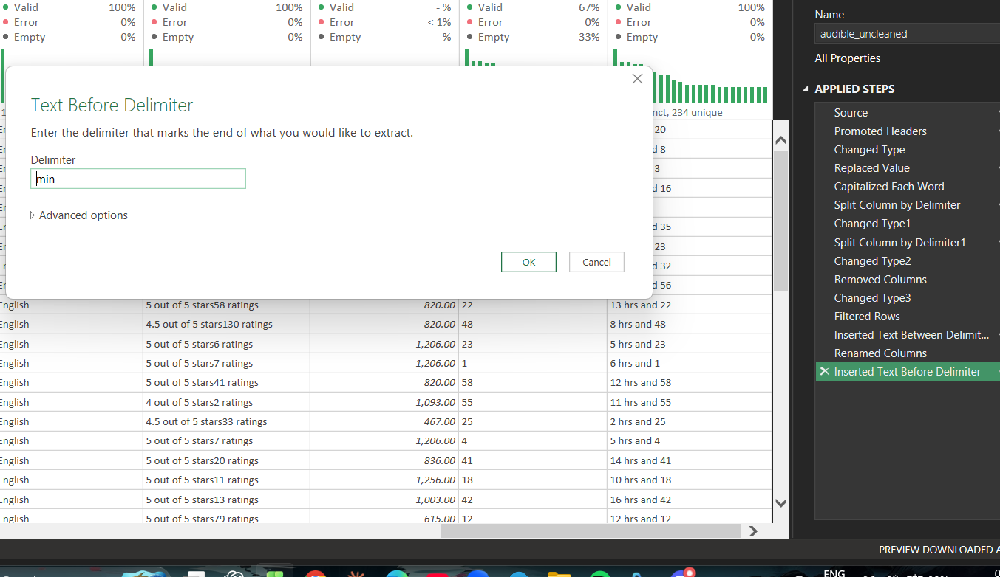 Valid 100% Valid 100% Valid - % Valid 67% Valid 100%
Error 0% Error 0% Error < 1% Error 0% Error 0%
Empty 0% Empty 0% Empty - % Empty 33% Empty 0%
Text Before Delimiter
Enter the delimiter that marks the end of what you would like to extract.
Delimiter
min
Advanced options
OK Cancel
nct, 234 unique
20
d 8
3
d 16
d 35
23
d 32
d 56
English 5 out of 5 stars58 ratings 820.00 22 13 hrs and 22
English 4.5 out of 5 stars130 ratings 820.00 48 8 hrs and 48
English 5 out of 5 stars6 ratings 1,206.00 23 5 hrs and 23
English 5 out of 5 stars7 ratings 1,206.00 1 6 hrs and 1
English 5 out of 5 stars41 ratings 820.00 58 12 hrs and 58
English 4 out of 5 stars2 ratings 1,093.00 55 11 hrs and 55
English 4.5 out of 5 stars33 ratings 467.00 25 2 hrs and 25
English 5 out of 5 stars7 ratings 1,206.00 4 5 hrs and 4
English 5 out of 5 stars20 ratings 836.00 41 14 hrs and 41
English 5 out of 5 stars11 ratings 1,256.00 18 10 hrs and 18
English 5 out of 5 stars13 ratings 1,003.00 42 16 hrs and 42
English 5 out of 5 stars79 ratings 615.00 12 12 hrs and 12
Name
audible_uncleaned
All Properties
APPLIED STEPS
Source
Promoted Headers
Changed Type
Replaced Value
Capitalized Each Word
Split Column by Delimiter
Changed Type1
Split Column by Delimiter1
Changed Type2
Removed Columns
Changed Type3
Filtered Rows
Inserted Text Between Delimit...
Renamed Columns
Inserted Text Before Delimiter
PREVIEW DOWNLOADED A
ENG